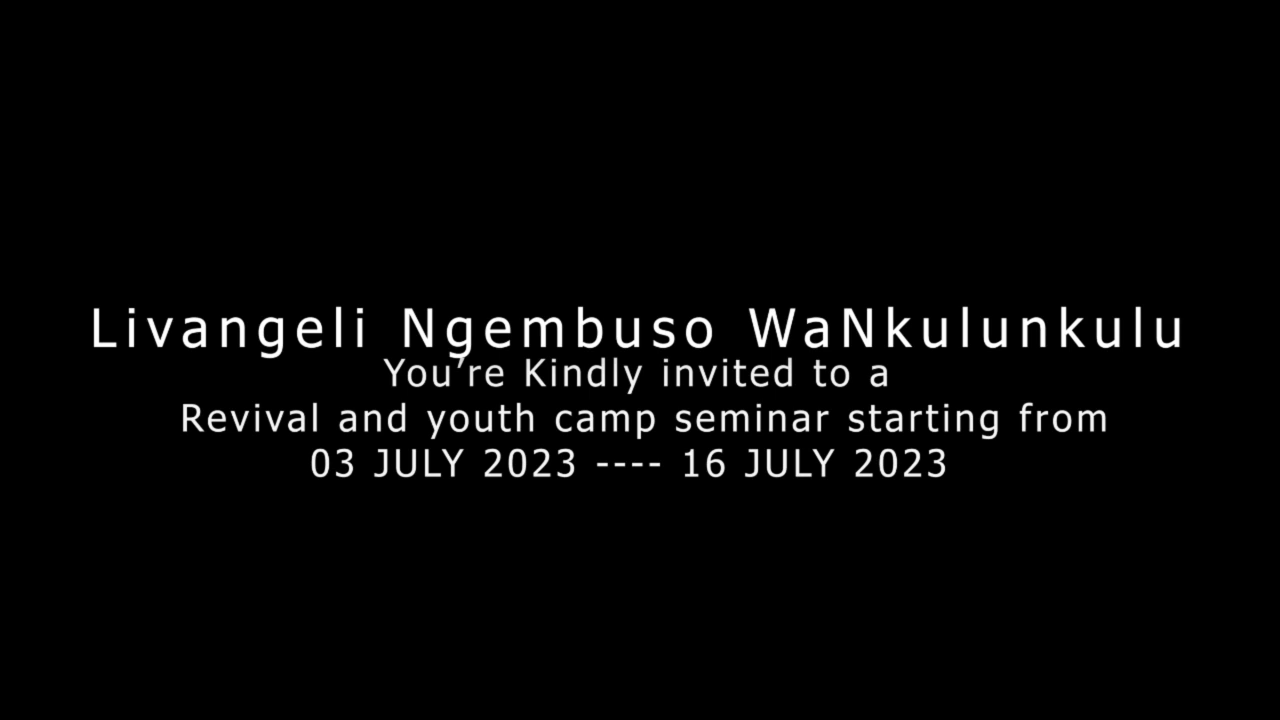 Livangeli Ngembuso WaNkulunkulu
You’re Kindly invited to a
Revival and youth camp seminar starting from
03 JULY 2023 ---- 16 JULY 2023